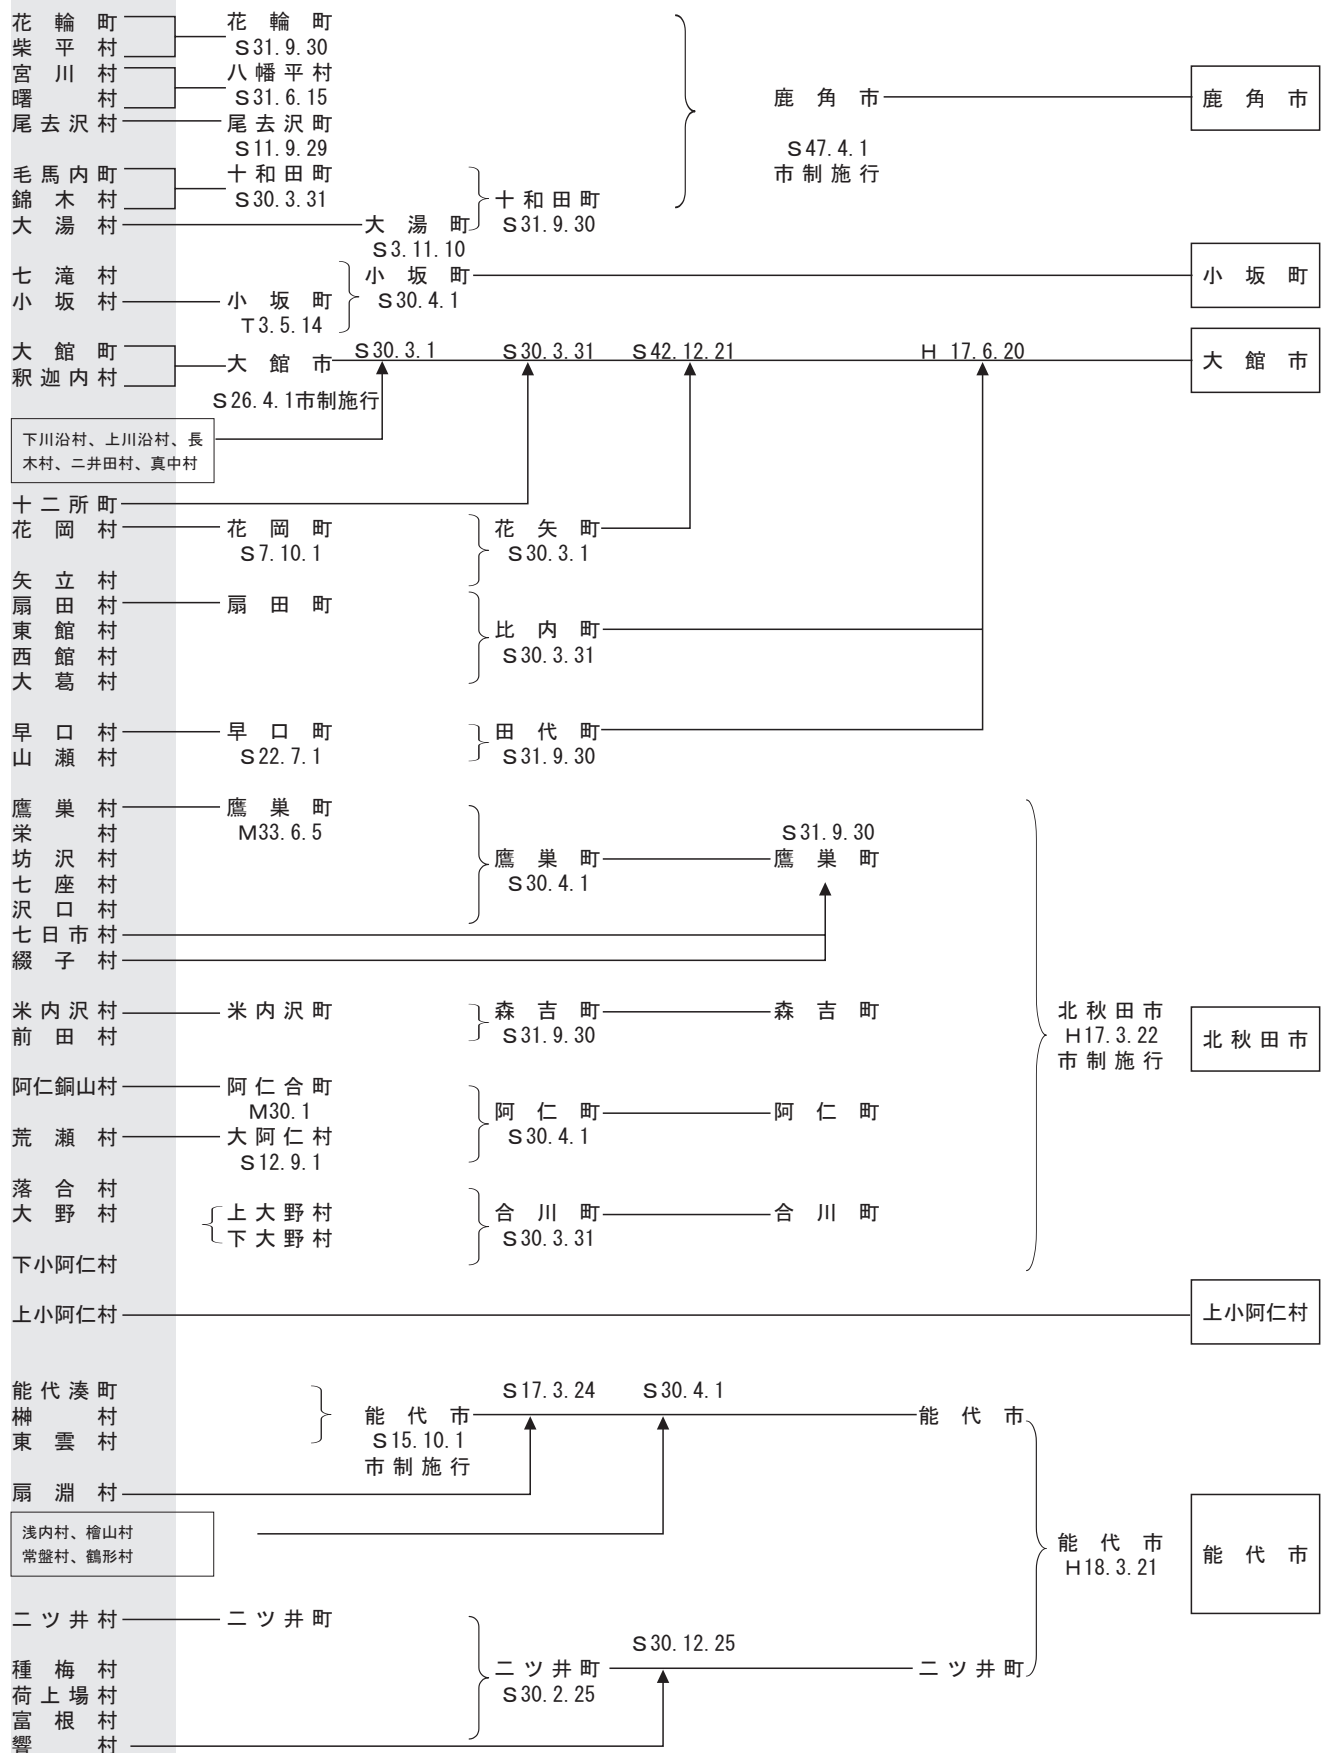 花輪町 花輪町
柴平村 S31.9.30
宮川村 八幡平村
曙村 S31.6.15 鹿角市 鹿角市
尾去沢村 尾去沢町
S11.9.29 S47.4.1
毛馬内町 十和田町 市制施行
錦木村 S30.3.31 十和田町
大湯村 大湯町 S31.9.30
S3.11.10
七滝村 小坂町 小坂町
小坂村 小坂町 S30.4.1
T3.5.14
大館町 S30.3.1 S30.3.31 S42.12.21 H17.6.20
大館市 大館市
釈迦内村
S26.4.1市制施行
下川沿村、上川沿村、長
木村、二井田村、真中村
十二所町
花岡村 花岡町 花矢町
S7.10.1 S30.3.1
矢立村
扇田村 扇田町
東館村 比内町
西館村 S30.3.31
大葛村
早口村 早口町 田代町
山瀬村 S22.7.1 S31.9.30
鷹巣村 鷹巣町
栄村 M33.6.5 S31.9.30
坊沢村 鷹巣町 鷹巣町
七座村 S30.4.1
沢口村
七日市村
綴子村
米内沢村 米内沢町 森吉町 森吉町 北秋田市
前田村 S31.9.30 H17.3.22 北秋田市
市制施行
阿仁銅山村 阿仁合町
M30.1 阿仁町 阿仁町
荒瀬村 大阿仁村 S30.4.1
S12.9.1
落合村
大野村 上大野村 合川町 合川町
下大野村 S30.3.31
下小阿仁村
上小阿仁村 上小阿仁村
能代湊町 S17.3.24 S30.4.1
榊村 能代市 能代市
東雲村 S15.10.1
市制施行
扇淵村
浅内村、檜山村
常盤村、鶴形村
能代市 能代市
H18.3.21
二ツ井村 二ツ井町
S30.12.25
種梅村 二ツ井町 二ツ井町
荷上場村 S30.2.25
富根村
響村